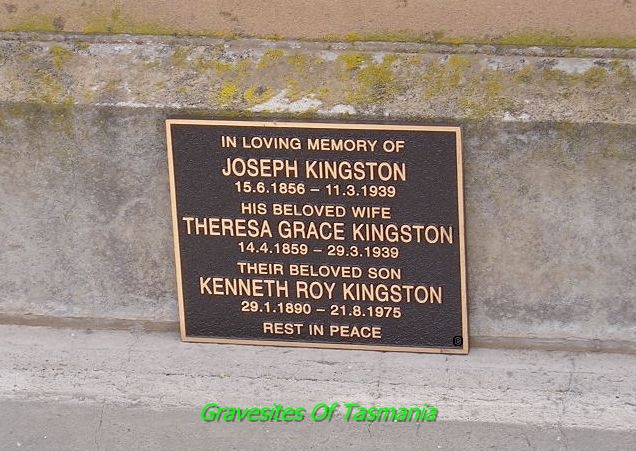 IN LOVING MEMORY OF
JOSEPH KINGSTON
15.6.1856 – 11.3.1939
HIS BELOVED WIFE
THERESA GRACE KINGSTON
14.4.1859 – 29.3.1939
THEIR BELOVED SON
KENNETH ROY KINGSTON
29.1.1890 – 21.8.1975
REST IN PEACE
Gravesites Of Tasmania